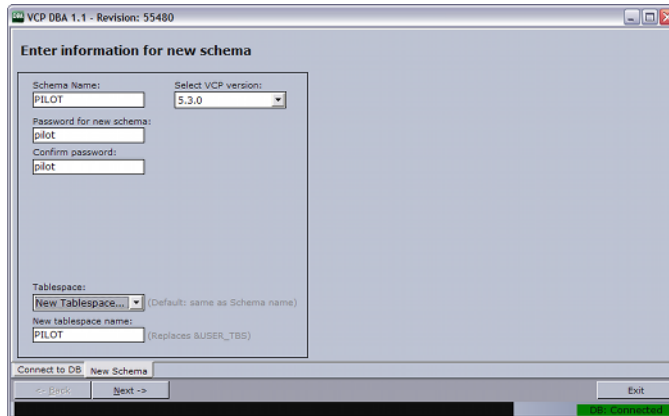 VCP DBA 1.1 - Revision: 55480
Enter information for new schema
Schema Name: Select VCP version:
PILOT 5.3.0
Password for new schema:
pilot
Confirm password:
pilot
Tablespace:
New Tablespace... (Default: same as Schema name)
New tablespace name:
PILOT (Replaces &USER_TBS)
Connect to DB New Schema
<- Back Next -> Exit
DB: Connected